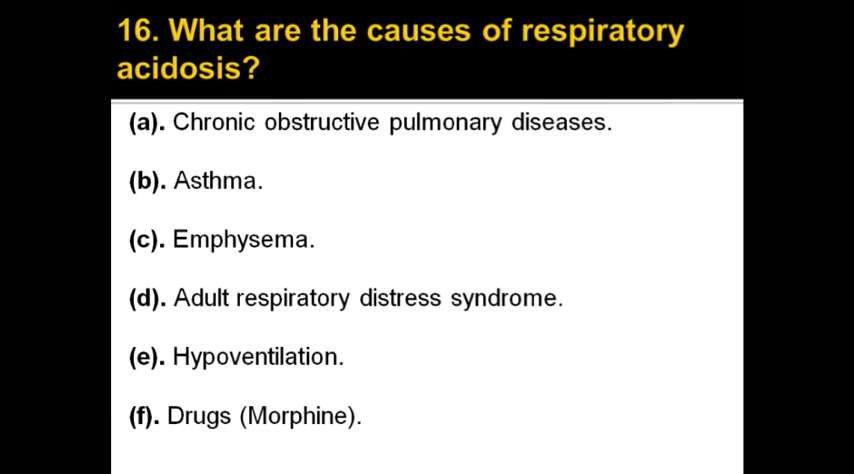 16. What are the causes of respiratory
acidosis?
(a). Chronic obstructive pulmonary diseases.
(b). Asthma.
(c). Emphysema.
(d). Adult respiratory distress syndrome.
(e). Hypoventilation.
(f). Drugs (Morphine).